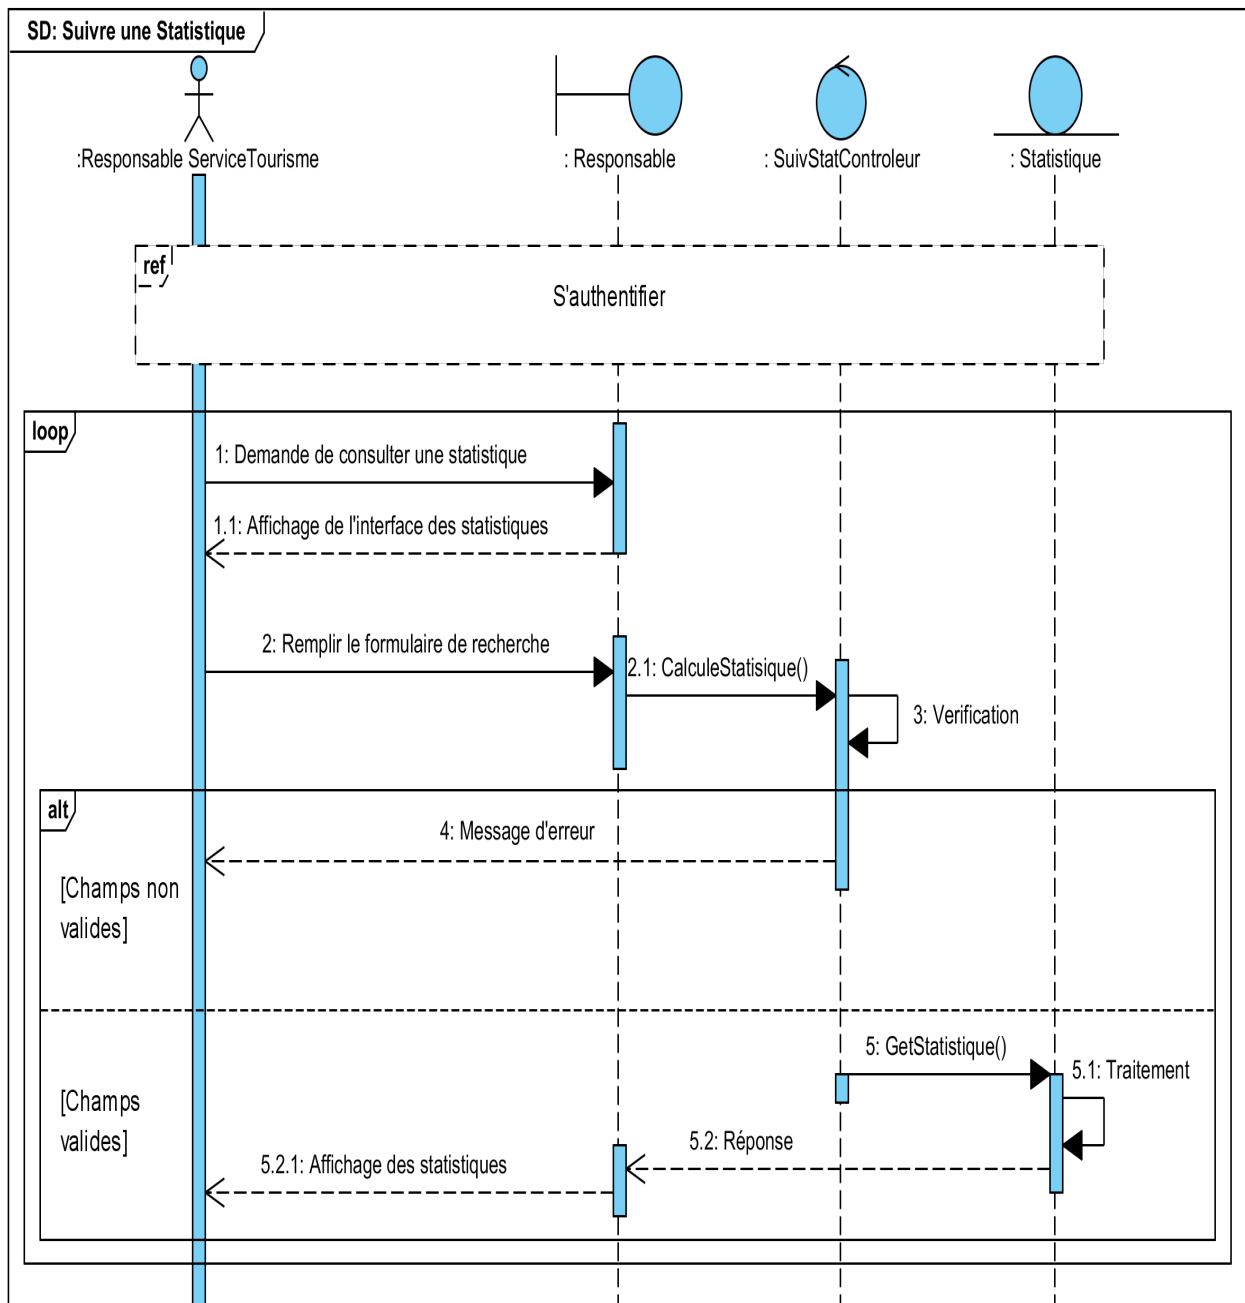 SD: Suivre une Statistique
:Responsable ServiceTourisme
: Responsable
: SuivStatControleur
: Statistique
ref
S'authentifier
loop
1: Demande de consulter une statistique
1.1: Affichage de l'interface des statistiques
2: Remplir le formulaire de recherche
2.1: CalculeStatisique()
3: Verification
alt
4: Message d'erreur
[Champs non
valides]
5: GetStatistique()
5.1: Traitement
[Champs
valides]
5.2: Réponse
5.2.1: Affichage des statistiques